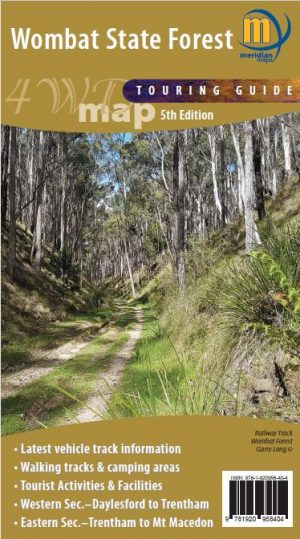 Wombat State Forest
meridian
maps
4WD
TOURING GUIDE
map 5th Edition
Railway Track
Wombat Forest
Garry Long ©
• Latest vehicle track information
• Walking tracks & camping areas
• Tourist Activities & Facilities
• Western Sec.–Daylesford to Trentham
• Eastern Sec.–Trentham to Mt Macedon
ISBN: 978-1-920958-40-4
9 781920 958404